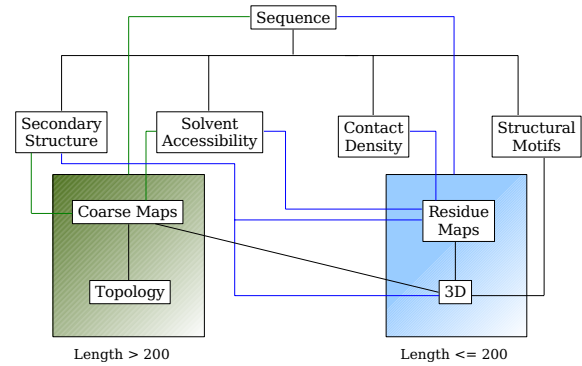 Sequence
Secondary
Structure
Solvent
Accessibility
Contact
Density
Structural
Motifs
Coarse Maps
Residue
Maps
Topology
3D
Length > 200
Length <= 200